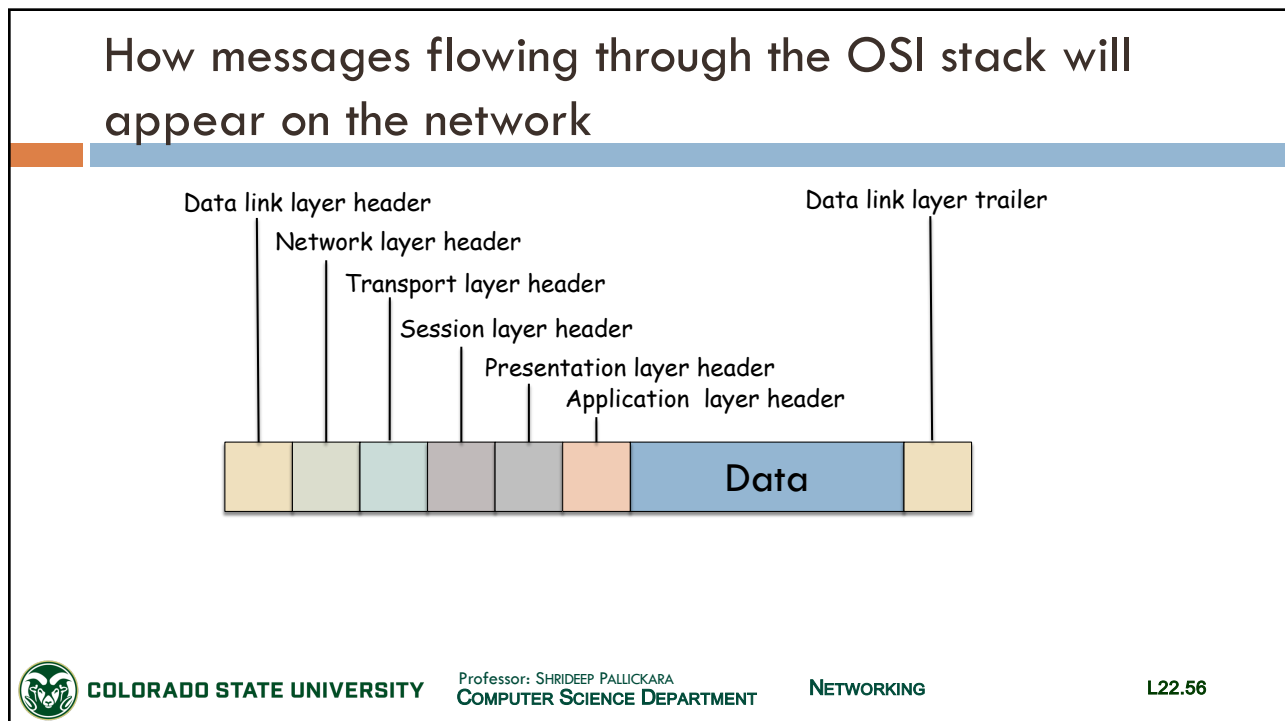 How messages flowing through the OSI stack will
appear on the network
Data link layer header
Data link layer trailer
Network layer header
Transport layer header
Session layer header
Presentation layer header
Application layer header
Data
COLORADO STATE UNIVERSITY
Professor: SHRIDEEP PALLICKARA
COMPUTER SCIENCE DEPARTMENT
NETWORKING
L22.56